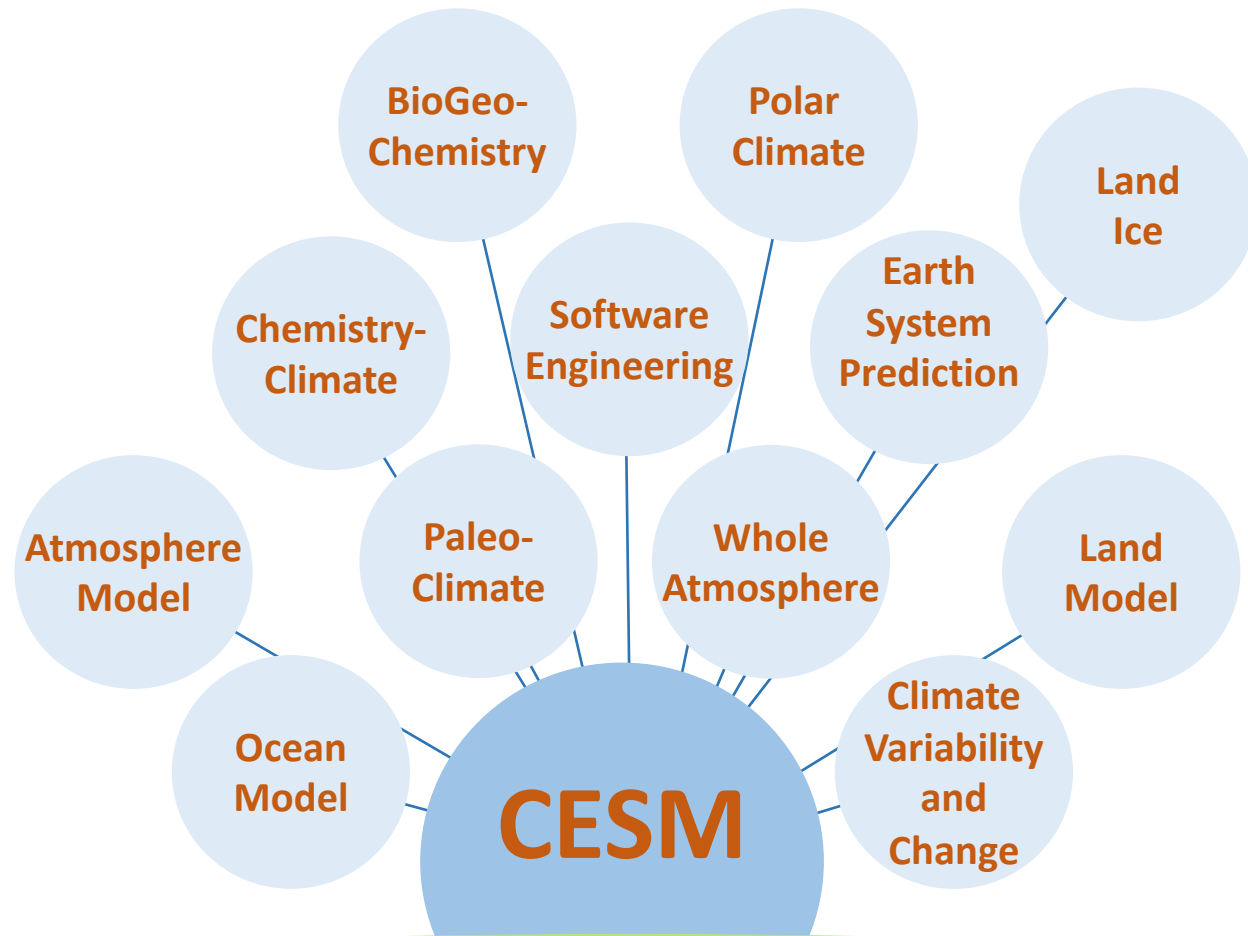 BioGeo-
Chemistry
Polar
Climate
Land
Ice
Chemistry-
Climate
Software
Engineering
Earth
System
Prediction
Atmosphere
Model
Paleo-
Climate
Whole
Atmosphere
Land
Model
Ocean
Model
Climate
Variability
and
Change
CESM